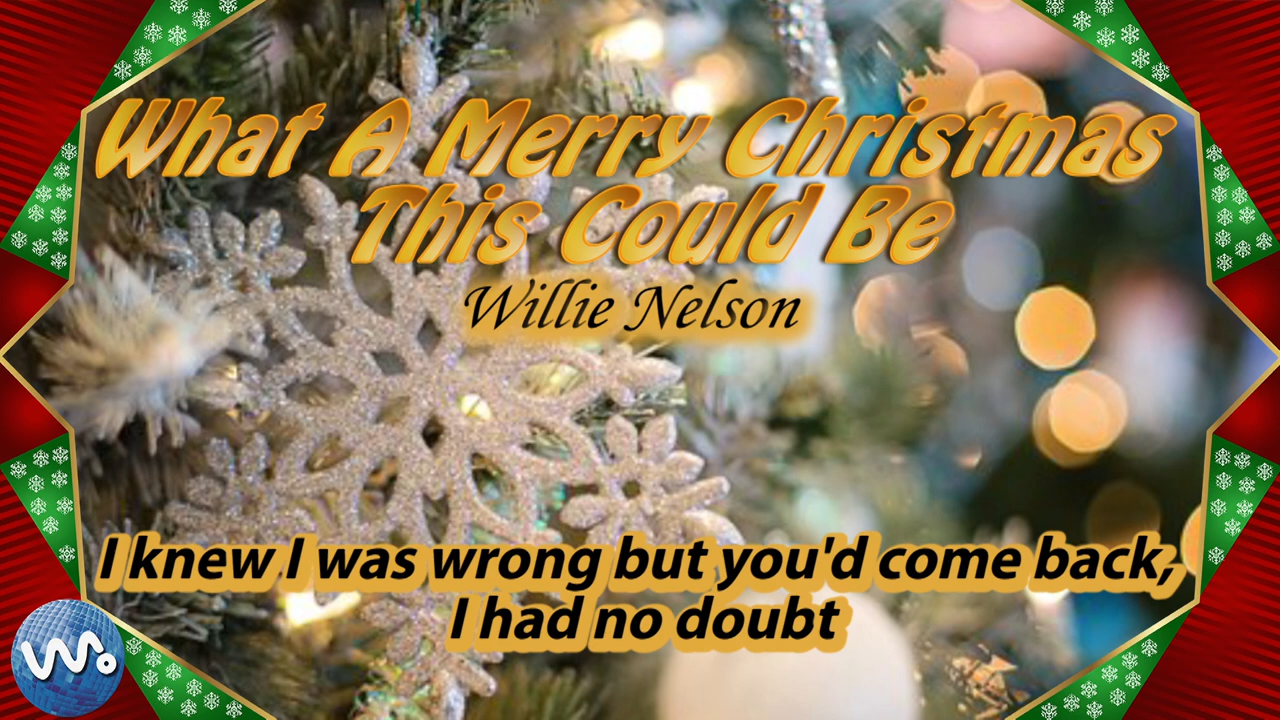 What A Merry Christmas
This Could Be
Willie Nelson
I knew I was wrong but you'd come back,
I had no doubt